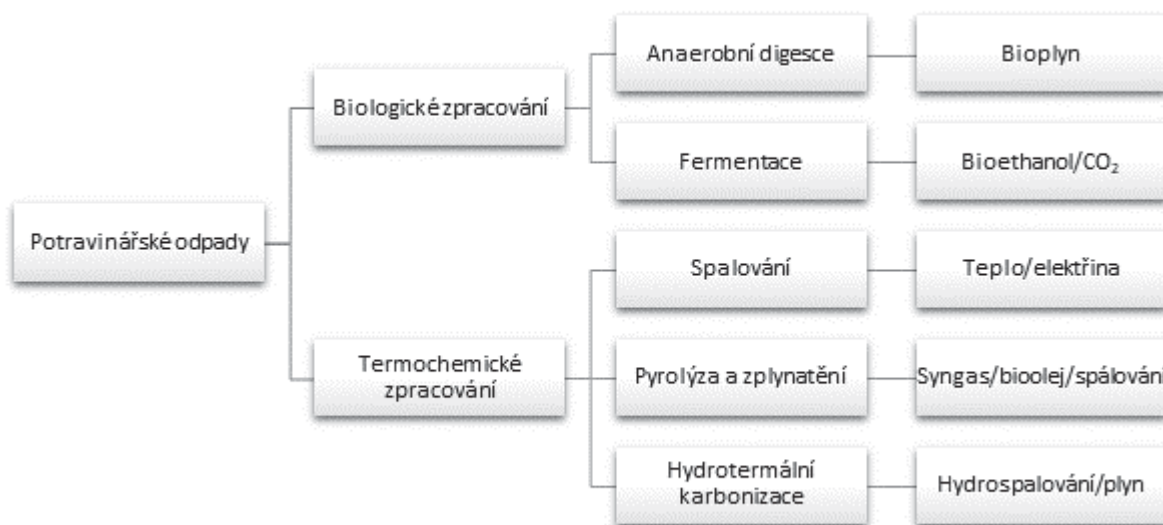 Potravinářské odpady
Biologické zpracování
Anaerobní digesce
Bioplyn
Fermentace
Bioethanol/CO₂
Termochemické
zpracování
Spalování
Teplo/elektřina
Pyrolýza a zplynatění
Syngas/bioolej/spálování
Hydrotermální
karbonizace
Hydrospalování/plyn